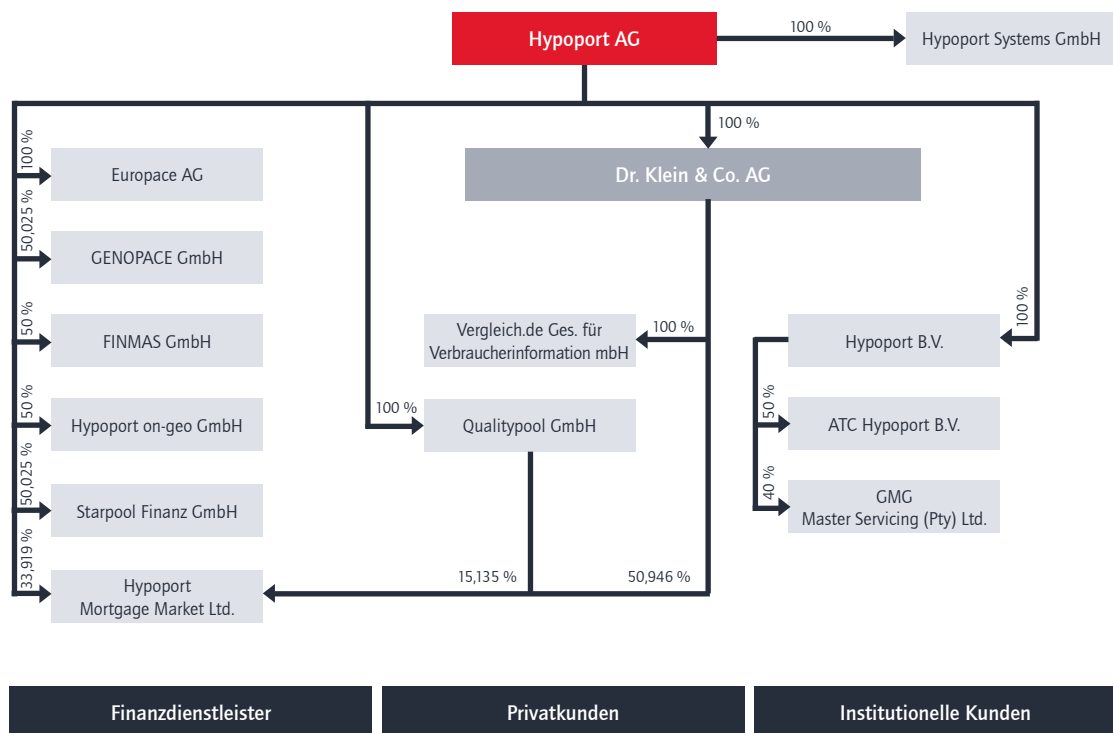 Hypoport AG
100 %
Hypoport Systems GmbH
100 %
Dr. Klein & Co. AG
100 %
Europace AG
50,025 %
GENOPACE GmbH
50 %
FINMAS GmbH
50 %
Hypoport on-geo GmbH
50,025 %
Starpool Finanz GmbH
33,919 %
Hypoport
Mortgage Market Ltd.
Vergleich.de Ges. für
Verbraucherinformation mbH
100 %
100 %
Qualitypool GmbH
15,135 %
50,946 %
100 %
Hypoport B.V.
50 %
ATC Hypoport B.V.
40 %
GMG
Master Servicing (Pty) Ltd.
Finanzdienstleister
Privatkunden
Institutionelle Kunden